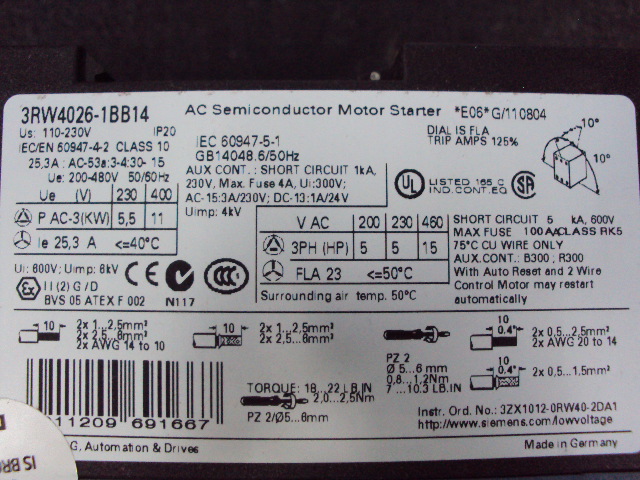 3RW4026-1BB14
AC Semiconductor Motor Starter *E06*G/110804
Us: 110-230V IP20
IEC/EN 60947-4-2 CLASS 10
25,3A : AC-53a:3-4:30- 15
Ue: 200-480V 50/60Hz
Ue (V) 230 400
P AC-3(KW) 5,5 11
Ie 25,3 A <=40°C
Ui: 600V; Uimp: 6kV
II (2) G / D
BVS 05 ATEX F 002
CE
N117
CCC
IEC 60947-5-1
GB14048.6/50Hz
AUX CONT.: SHORT CIRCUIT 1kA,
230V, Max. Fuse 4A, Ui:300V;
AC-15:3A/230V; DC-13:1A/24V
Uimp: 4kV
DIAL IS FLA
TRIP AMPS 125%
10°
10°
5°
UL LISTED 165 C
IND.CONT.EQ
SA
V AC 200 230 460
3PH (HP) 5 5 15
FLA 23 <=50°C
Surrounding air temp. 50°C
SHORT CIRCUIT 5 kA, 600V
MAX FUSE 100A CLASS RK5
75°C CU WIRE ONLY
AUX.CONT.: B300 ; R300
With Auto Reset and 2 Wire
Control Motor may restart
automatically
10
2x 1...2,5mm²
2x 2,5...6mm²
2x AWG 14 to 10
10
2x 1...2,5mm²
2x 2,5...6mm²
PZ 2
Ø 5...6 mm
0,8...1,2Nm
7...10.3 LB.IN
10
0.4"
2x 0,5...2,5mm²
2x AWG 20 to 14
10
0.4"
2x 0,5...1,5mm²
TORQUE: 18...22 LB.IN
2,0...2,5Nm
PZ 2/Ø5...6mm
11209 691667
Instr. Ord. No.: 3ZX1012-0RW40-2DA1
http://www.siemens.com/lowvoltage
G, Automation & Drives
Made in Germany
IS BRO